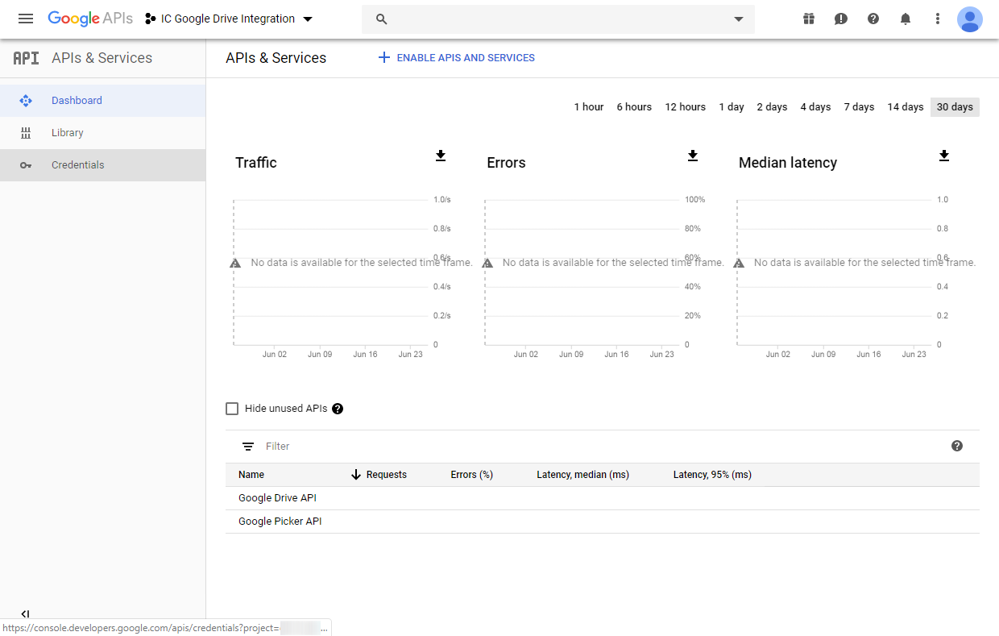 Google APIs IC Google Drive Integration
API APIs & Services
APIs & Services
ENABLE APIS AND SERVICES
Dashboard
Library
Credentials
1 hour 6 hours 12 hours 1 day 2 days 4 days 7 days 14 days 30 days
Traffic
1.0/s
0.8/s
0.6/s
No data is available for the selected time frame.
0.4/s
0.2/s
0
Jun 02 Jun 09 Jun 16 Jun 23
Errors
100%
80%
60%
No data is available for the selected time frame.
40%
20%
0
Jun 02 Jun 09 Jun 16 Jun 23
Median latency
1.0
0.8
0.6
No data is available for the selected time frame.
0.4
0.2
0
Jun 02 Jun 09 Jun 16 Jun 23
Hide unused APIs
Filter
Name Requests Errors (%) Latency, median (ms) Latency, 95% (ms)
Google Drive API
Google Picker API
https://console.developers.google.com/apis/credentials?project= ...